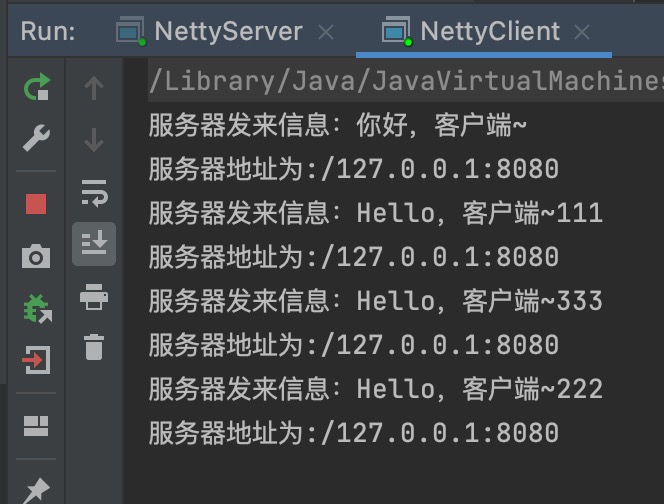 Run: NettyServer NettyClient
/Library/Java/JavaVirtualMachines
服务器发来信息：你好，客户端~
服务器地址为:/127.0.0.1:8080
服务器发来信息：Hello，客户端~111
服务器地址为:/127.0.0.1:8080
服务器发来信息：Hello，客户端~333
服务器地址为:/127.0.0.1:8080
服务器发来信息：Hello，客户端~222
服务器地址为:/127.0.0.1:8080